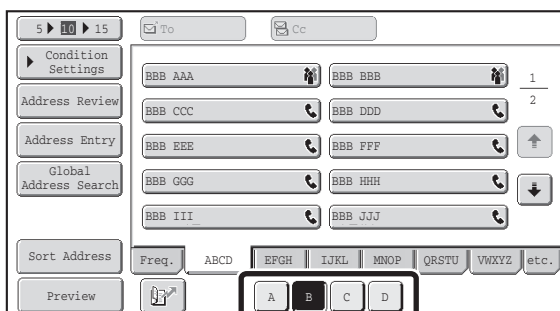 5 10 15
To
Cc
Condition
Settings
Address Review
Address Entry
Global
Address Search
Sort Address
Preview
BBB AAA
BBB BBB
BBB CCC
BBB DDD
BBB EEE
BBB FFF
BBB GGG
BBB HHH
BBB III
BBB JJJ
1
2
Freq.
ABCD
EFGH
IJKL
MNOP
QRSTU
VWXYZ
etc.
A
B
C
D